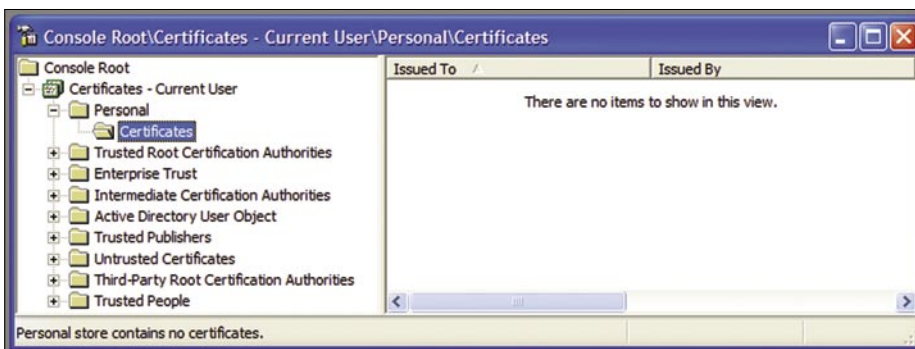 Console Root\Certificates - Current User\Personal\Certificates
Console Root
Certificates - Current User
Personal
Certificates
Trusted Root Certification Authorities
Enterprise Trust
Intermediate Certification Authorities
Active Directory User Object
Trusted Publishers
Untrusted Certificates
Third-Party Root Certification Authorities
Trusted People
Issued To Issued By
There are no items to show in this view.
Personal store contains no certificates.